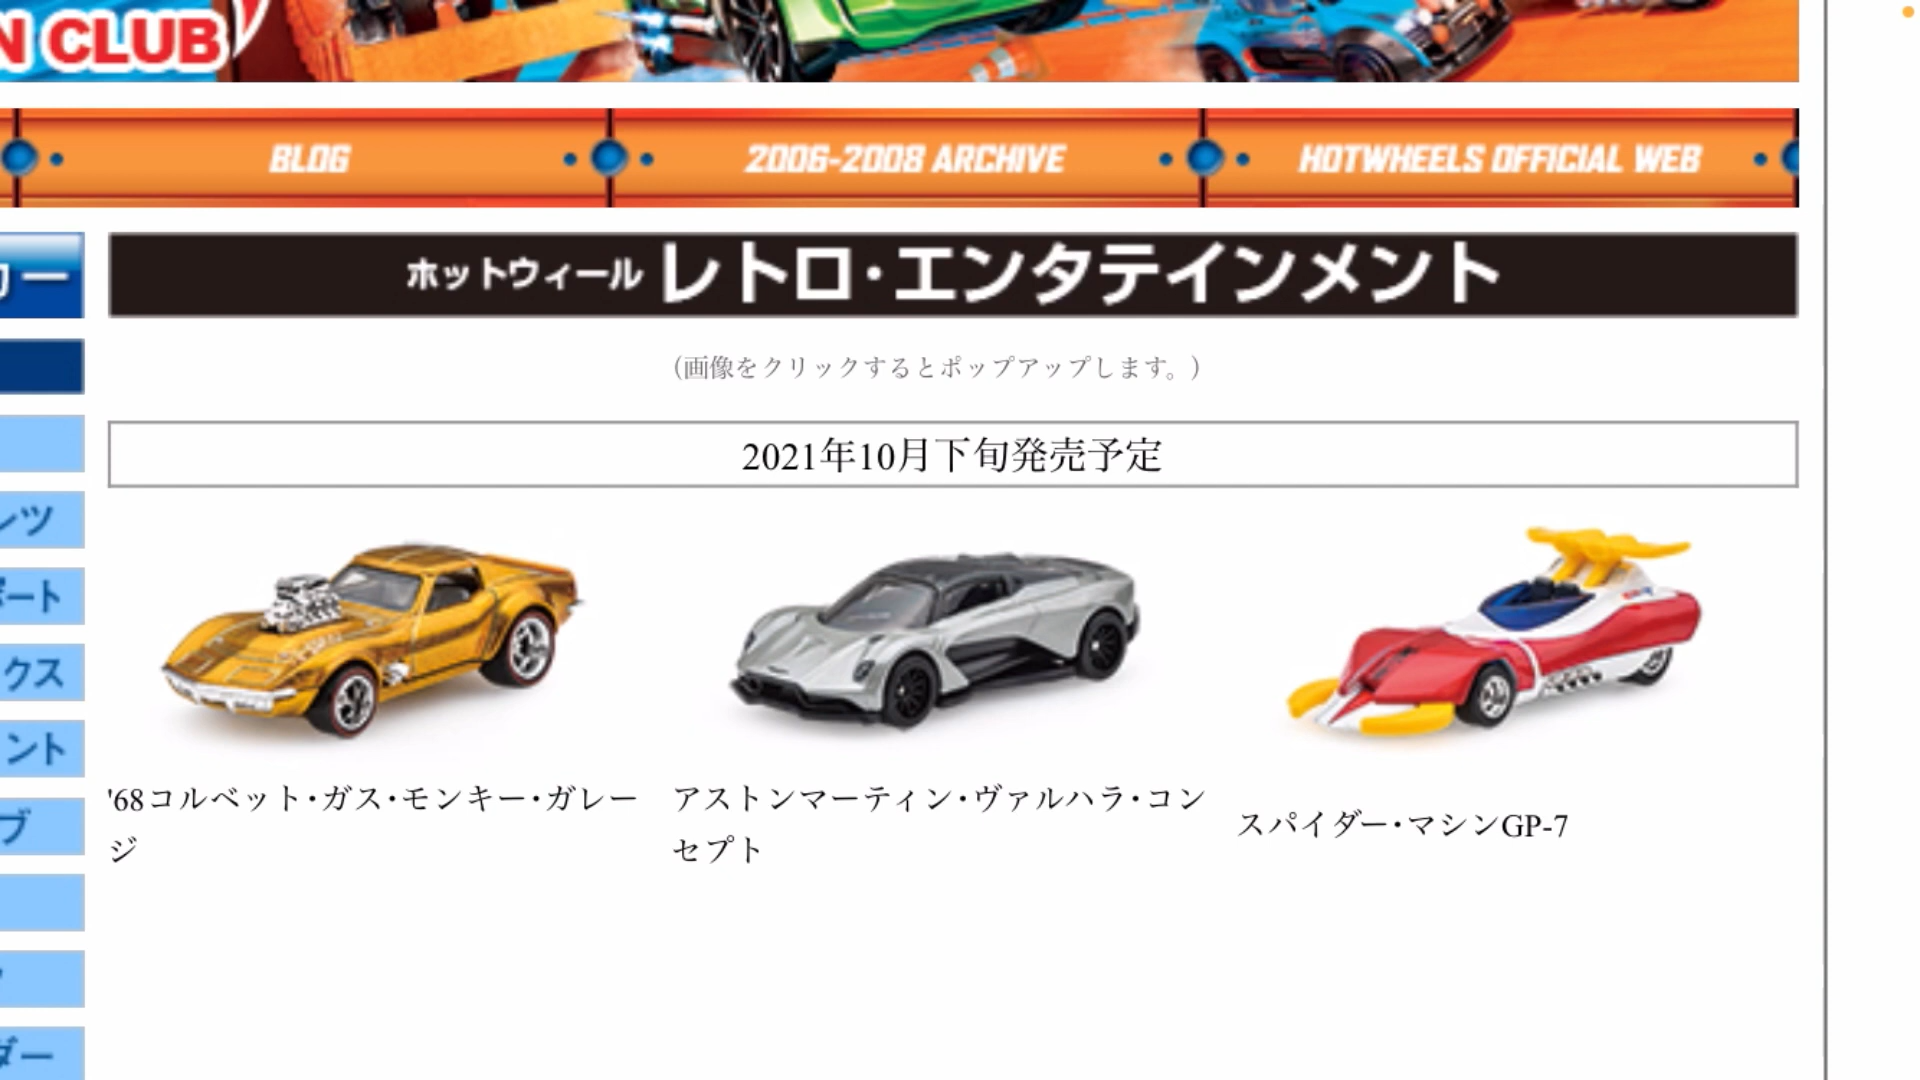 N CLUB
BLOG
2006-2008 ARCHIVE
HOTWHEELS OFFICIAL WEB
カー
ホットウィール レトロ・エンタテインメント
(画像をクリックするとポップアップします。)
2021年10月下旬発売予定
ンツ
ポート
クス
ント
'68コルベット・ガス・モンキー・ガレー
ジ
アストンマーティン・ヴァルハラ・コン
セプト
スパイダー・マシンGP-7
ブ
ダー